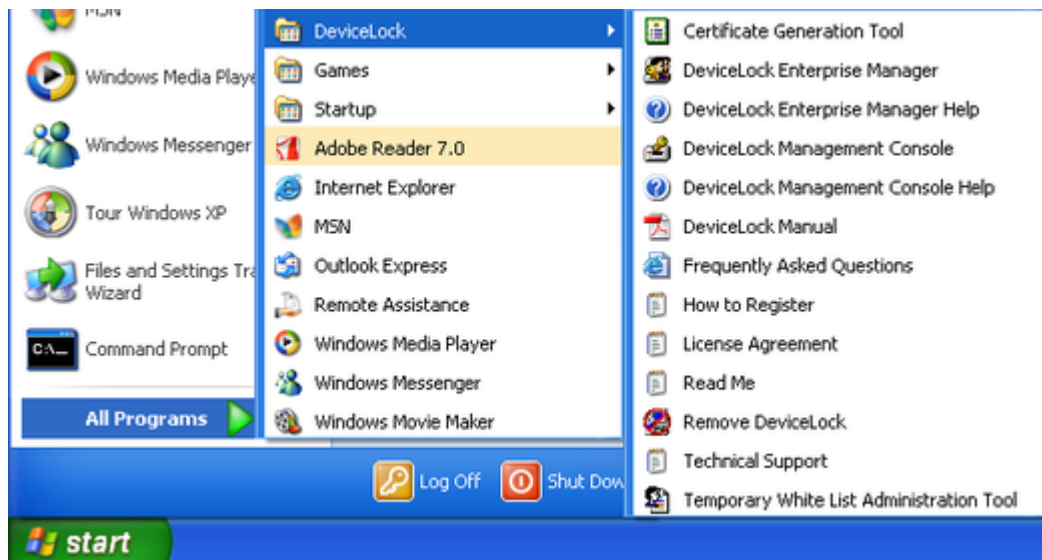 MSN
Windows Media Playe
Windows Messenger
Tour Windows XP
Files and Settings Tra
Wizard
C:\_
Command Prompt
All Programs
DeviceLock
Games
Startup
Adobe Reader 7.0
Internet Explorer
MSN
Outlook Express
Remote Assistance
Windows Media Player
Windows Messenger
Windows Movie Maker
Certificate Generation Tool
DeviceLock Enterprise Manager
DeviceLock Enterprise Manager Help
DeviceLock Management Console
DeviceLock Management Console Help
DeviceLock Manual
Frequently Asked Questions
How to Register
License Agreement
Read Me
Remove DeviceLock
Technical Support
Temporary White List Administration Tool
Log Off
Shut Dow
start